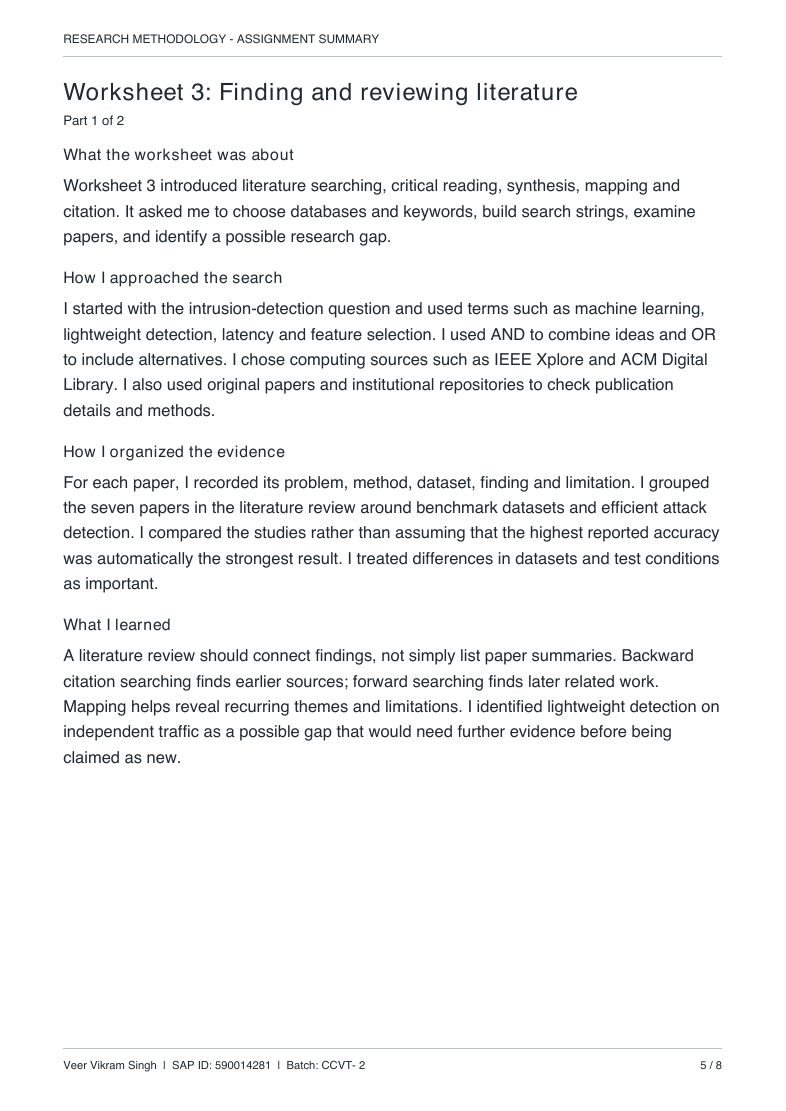 RESEARCH METHODOLOGY - ASSIGNMENT SUMMARY
Worksheet 3: Finding and reviewing literature
Part 1 of 2
What the worksheet was about
Worksheet 3 introduced literature searching, critical reading, synthesis, mapping and
citation. It asked me to choose databases and keywords, build search strings, examine
papers, and identify a possible research gap.
How I approached the search
I started with the intrusion-detection question and used terms such as machine learning,
lightweight detection, latency and feature selection. I used AND to combine ideas and OR
to include alternatives. I chose computing sources such as IEEE Xplore and ACM Digital
Library. I also used original papers and institutional repositories to check publication
details and methods.
How I organized the evidence
For each paper, I recorded its problem, method, dataset, finding and limitation. I grouped
the seven papers in the literature review around benchmark datasets and efficient attack
detection. I compared the studies rather than assuming that the highest reported accuracy
was automatically the strongest result. I treated differences in datasets and test conditions
as important.
What I learned
A literature review should connect findings, not simply list paper summaries. Backward
citation searching finds earlier sources; forward searching finds later related work.
Mapping helps reveal recurring themes and limitations. I identified lightweight detection on
independent traffic as a possible gap that would need further evidence before being
claimed as new.
Veer Vikram Singh | SAP ID: 590014281 | Batch: CCVT- 2
5 / 8